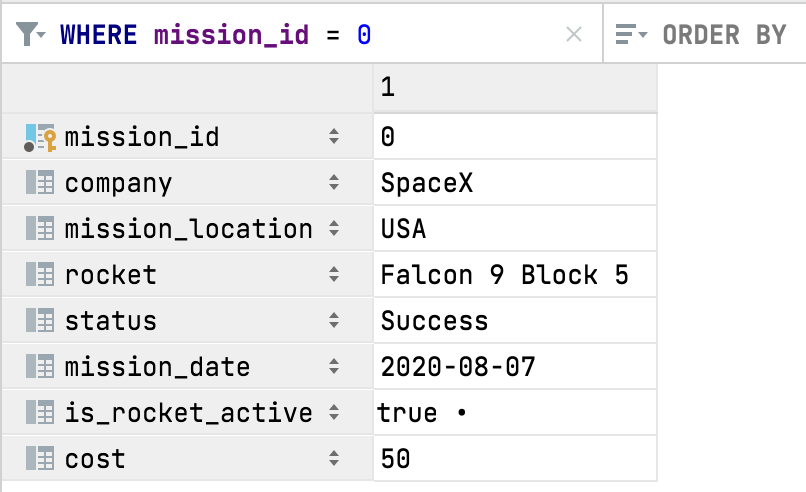 WHERE mission_id = 0 ORDER BY
1
mission_id 0
company SpaceX
mission_location USA
rocket Falcon 9 Block 5
status Success
mission_date 2020-08-07
is_rocket_active true •
cost 50